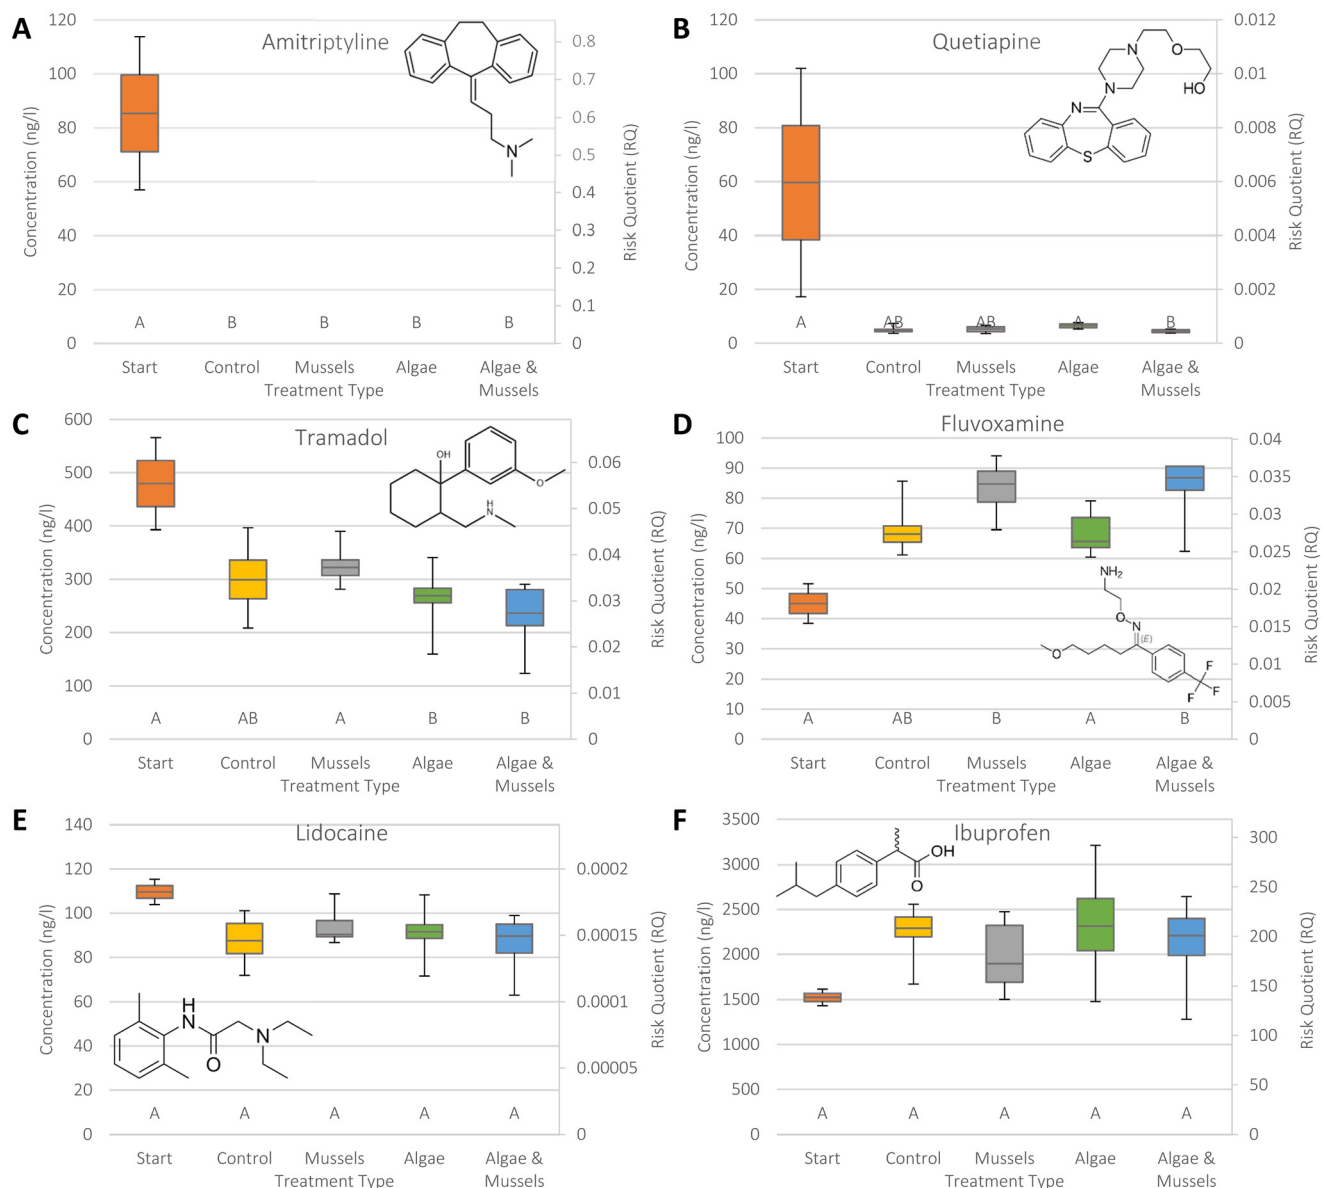 A
Amitriptyline
120
100
80
60
40
20
0
Concentration (ng/l)
0.8
0.7
0.6
0.5
0.4
0.3
0.2
0.1
0
Risk Quotient (RQ)
N
A B B B B
Start Control Mussels Algae Algae &
Treatment Type Mussels
B
Quetiapine
120
100
80
60
40
20
0
Concentration (ng/l)
0.012
0.01
0.008
0.006
0.004
0.002
0
Risk Quotient (RQ)
N
O
HO
N
N
S
A AB AB A B
Start Control Mussels Algae Algae &
Treatment Type Mussels
C
Tramadol
600
500
400
300
200
100
0
Concentration (ng/l)
0.06
0.05
0.04
0.03
0.02
0.01
0
Risk Quotient (RQ)
OH
O
H
N
A AB A B B
Start Control Mussels Algae Algae &
Treatment Type Mussels
D
Fluvoxamine
100
90
80
70
60
50
40
30
20
10
0
Concentration (ng/l)
0.04
0.035
0.03
0.025
0.02
0.015
0.01
0.005
0
Risk Quotient (RQ)
NH2
O
N
(E)
O
F
F
F
A AB B A B
Start Control Mussels Algae Algae &
Treatment Type Mussels
E
Lidocaine
140
120
100
80
60
40
20
0
Concentration (ng/l)
0.0002
0.00015
0.0001
0.00005
0
Risk Quotient (RQ)
H
N
N
O
A A A A A
Start Control Mussels Algae Algae &
Treatment Type Mussels
F
Ibuprofen
3500
3000
2500
2000
1500
1000
500
0
Concentration (ng/l)
300
250
200
150
100
50
0
Risk Quotient (RQ)
OH
O
A A A A A
Start Control Mussels Algae Algae &
Treatment Type Mussels